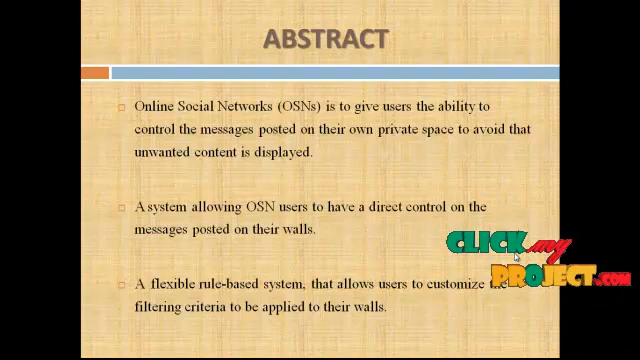 ABSTRACT
Online Social Networks (OSNs) is to give users the ability to
control the messages posted on their own private space to avoid that
unwanted content is displayed.
A system allowing OSN users to have a direct control on the
messages posted on their walls.
CLICK my
PROJECT.COM
A flexible rule-based system, that allows users to customize the
filtering criteria to be applied to their walls.